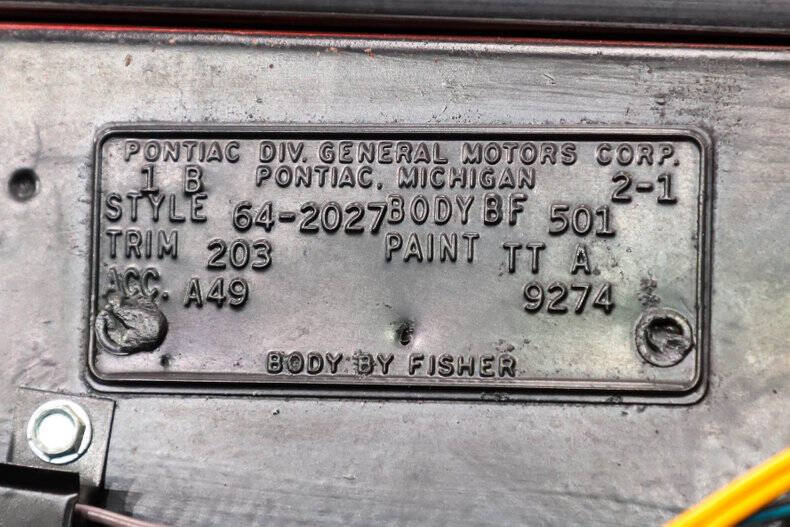 PONTIAC DIV. GENERAL MOTORS CORP.
1 B PONTIAC, MICHIGAN 2-1
STYLE 64-2027 BODY BF 501
TRIM 203 PAINT TT A
ACC. A49 9274
BODY BY FISHER